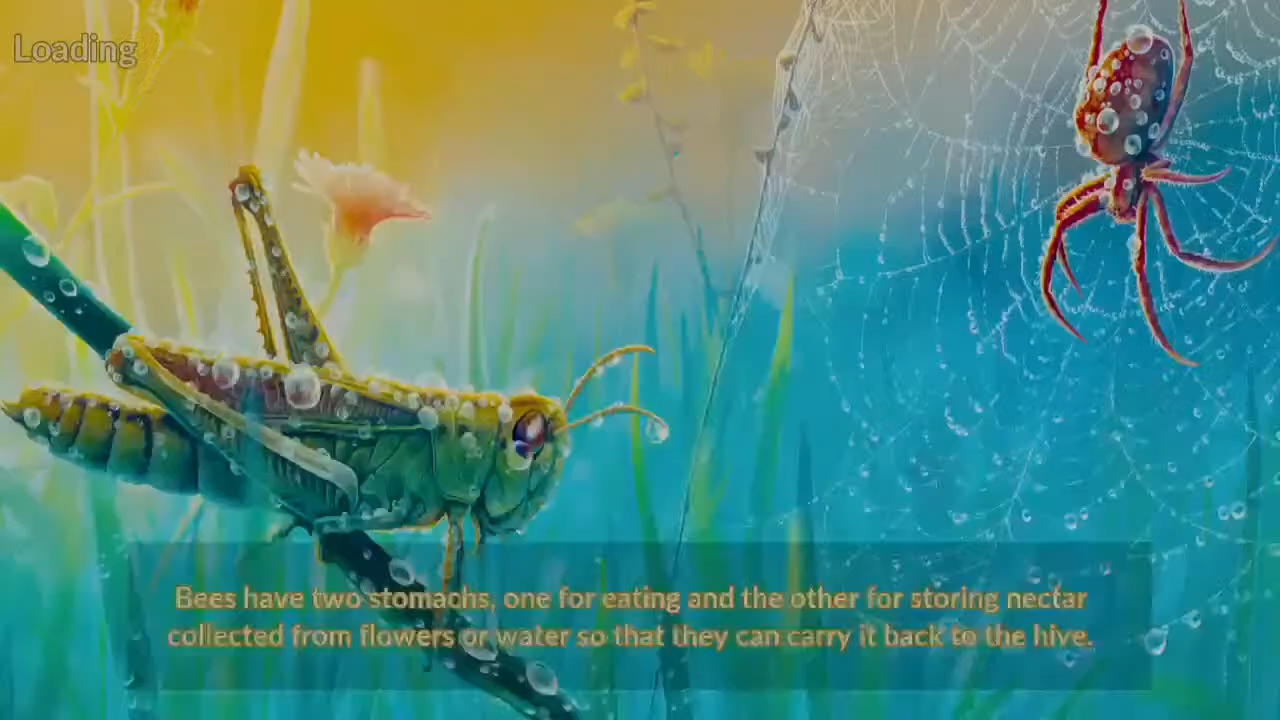 Loading
Bees have two stomachs, one for eating and the other for storing nectar
collected from flowers or water so that they can carry it back to the hive.